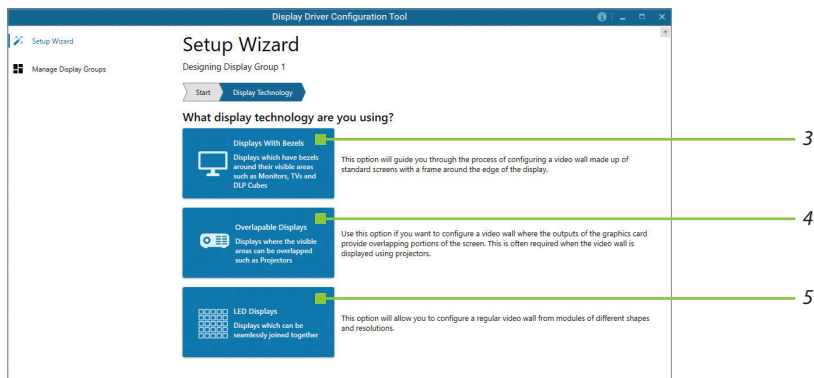 Display Driver Configuration Tool
Setup Wizard
Manage Display Groups
Setup Wizard
Designing Display Group 1
Start
Display Technology
What display technology are you using?
Displays With Bezels
Displays which have bezels
around their visible areas
such as Monitors, TVs and
DLP Cubes
This option will guide you through the process of configuring a video wall made up of
standard screens with a frame around the edge of the display.
3
Overlapable Displays
Displays where the visible
areas can be overlapped
such as Projectors
Use this option if you want to configure a video wall where the outputs of the graphics card
provide overlapping portions of the screen. This is often required when the video wall is
displayed using projectors.
4
LED Displays
Displays which can be
seamlessly joined together
This option will allow you to configure a regular video wall from modules of different shapes
and resolutions.
5